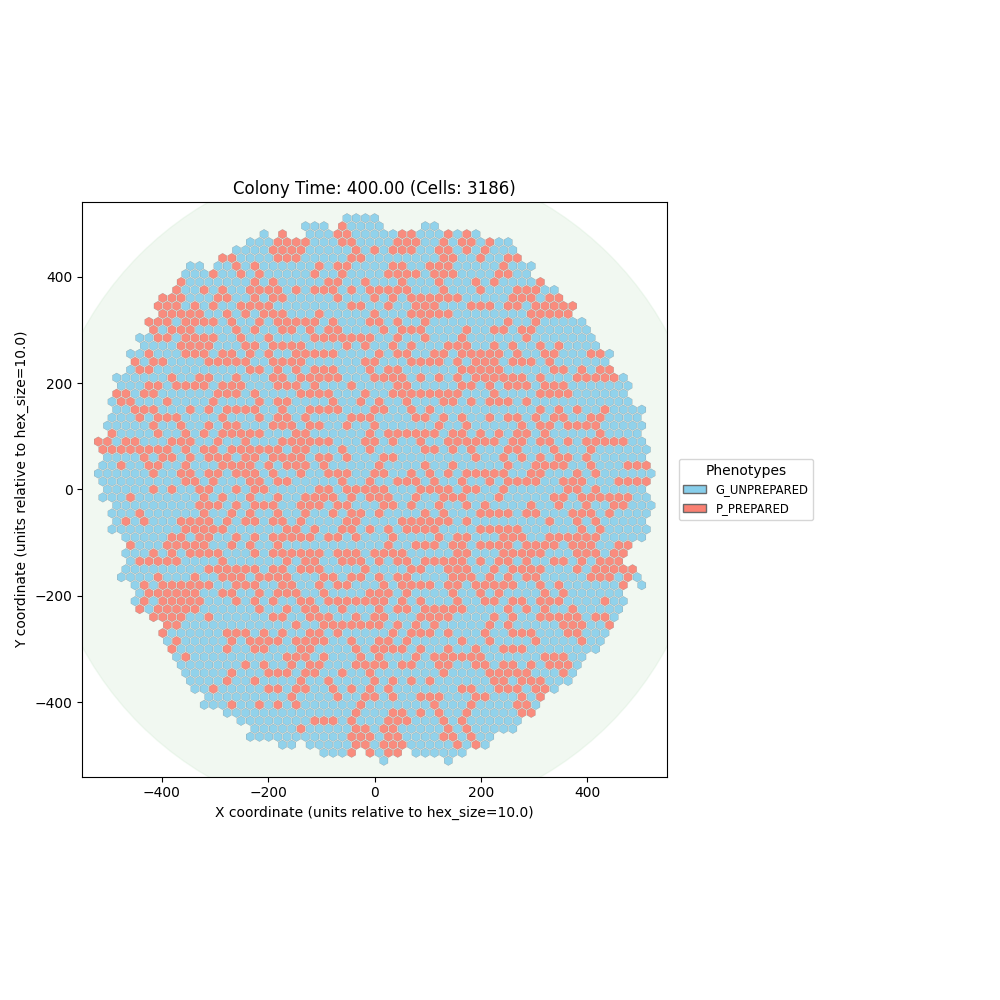 Colony Time: 400.00 (Cells: 3186)
Y coordinate (units relative to hex_size=10.0)
400
200
0
−200
−400
−400 −200 0 200 400
X coordinate (units relative to hex_size=10.0)
Phenotypes
G_UNPREPARED
P_PREPARED